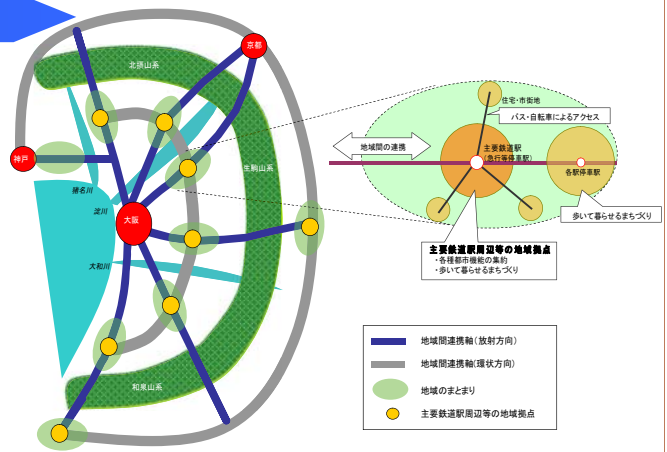 京都
北摂山系
神戸
生駒山系
猪名川
淀川
大阪
大和川
和泉山系
住宅・市街地
バス・自転車によるアクセス
地域間の連携
主要鉄道駅
(急行等停車駅)
各駅停車駅
歩いて暮らせるまちづくり
主要鉄道駅周辺等の地域拠点
・各種都市機能の集約
・歩いて暮らせるまちづくり
地域間連携軸(放射方向)
地域間連携軸(環状方向)
地域のまとまり
主要鉄道駅周辺等の地域拠点